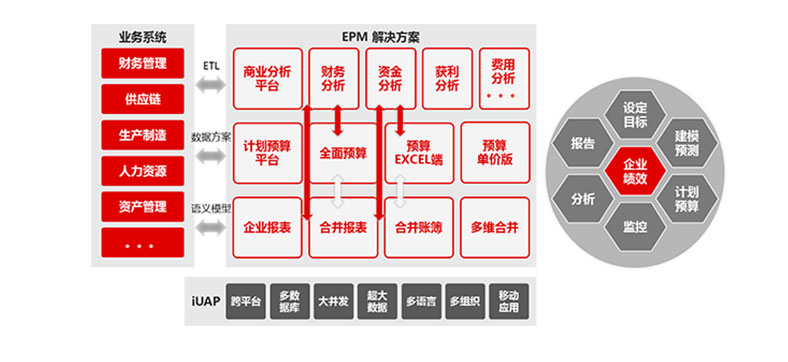 业务系统
财务管理
供应链
生产制造
人力资源
资产管理
...
ETL
数据方案
语义模型
EPM 解决方案
商业分析
平台
财务
分析
资金
分析
获利
分析
费用
分析
...
计划预算
平台
全面预算
预算
EXCEL端
预算
单价版
企业报表
合并报表
合并账簿
多维合并
iUAP
跨平台
多数
据库
大并发
超大
数据
多语言
多组织
移动
应用
设定
目标
报告
建模
预测
企业
绩效
分析
计划
预算
监控